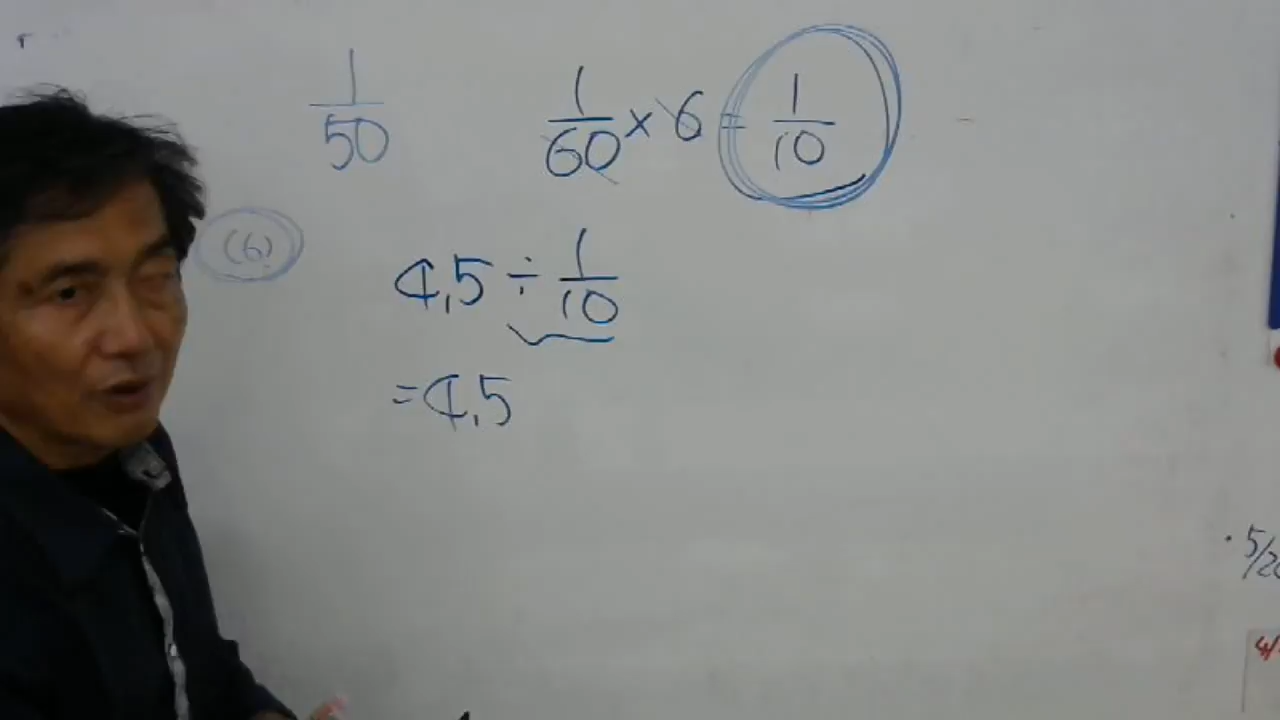 1/50
1/60 × 6 = 1/10
(6)
4.5 ÷ 1/10
= 4.5